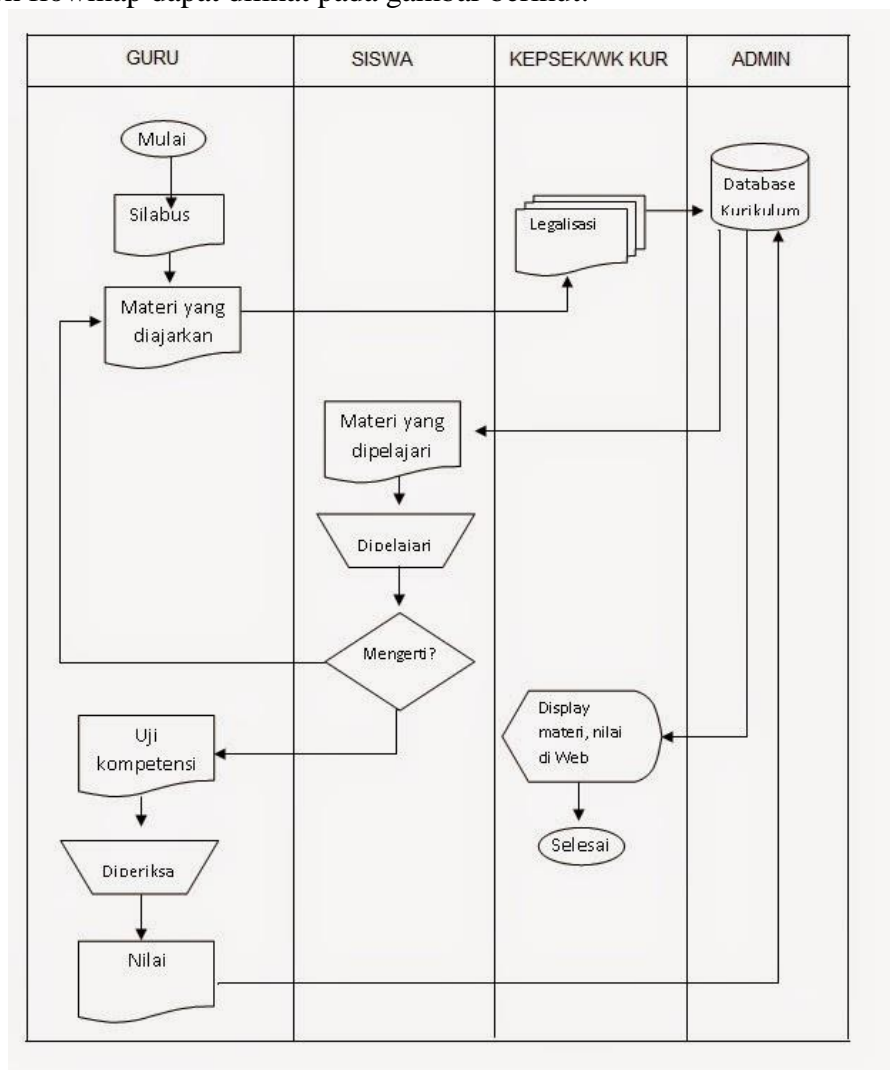 GURU
SISWA
KEPSEK/WK KUR
ADMIN
Mulai
Silabus
Materi yang
diajarkan
Legalisasi
Database
Kurikulum
Materi yang
dipelajari
Dipelajari
Mengerti?
Uji
kompetensi
Diperiksa
Nilai
Display
materi, nilai
di Web
Selesai